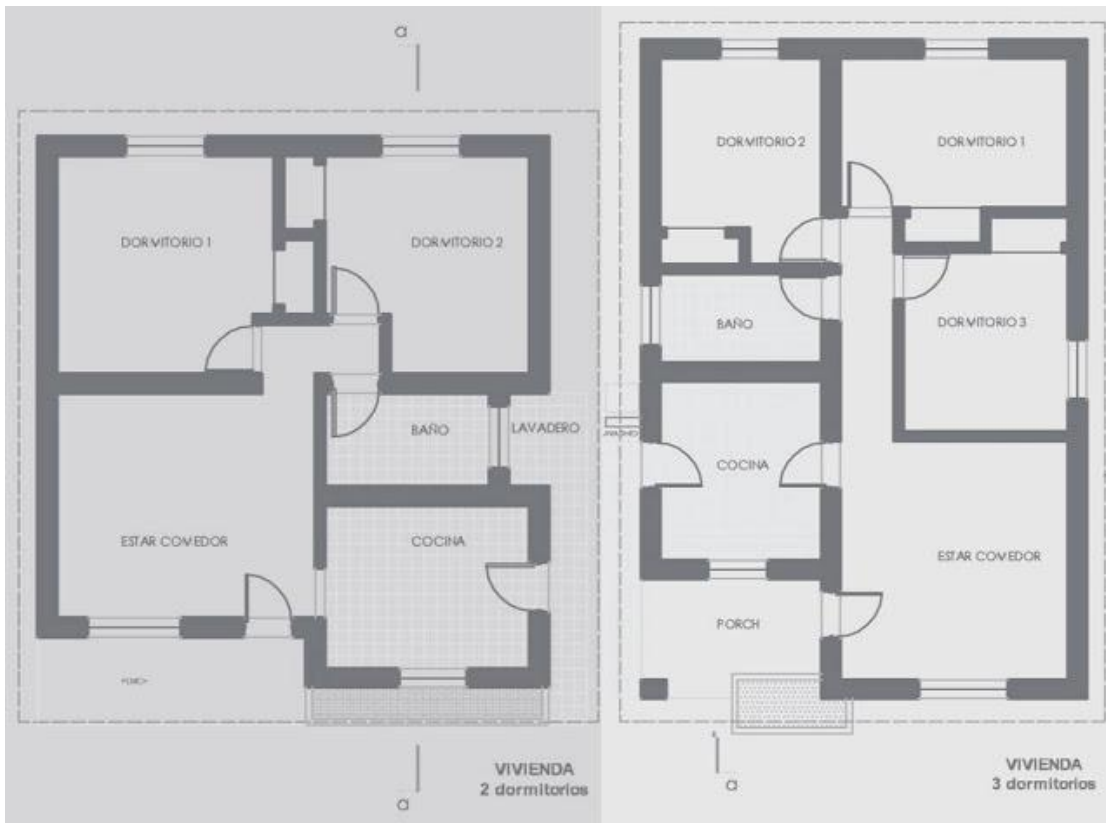 a
DORMITORIO 1
DORMITORIO 2
BAÑO
LAVADERO
ESTAR COMEDOR
COCINA
PORCH
a
VIVIENDA
2 dormitorios
DORMITORIO 2
DORMITORIO 1
BAÑO
DORMITORIO 3
COCINA
ESTAR COMEDOR
PORCH
a
VIVIENDA
3 dormitorios